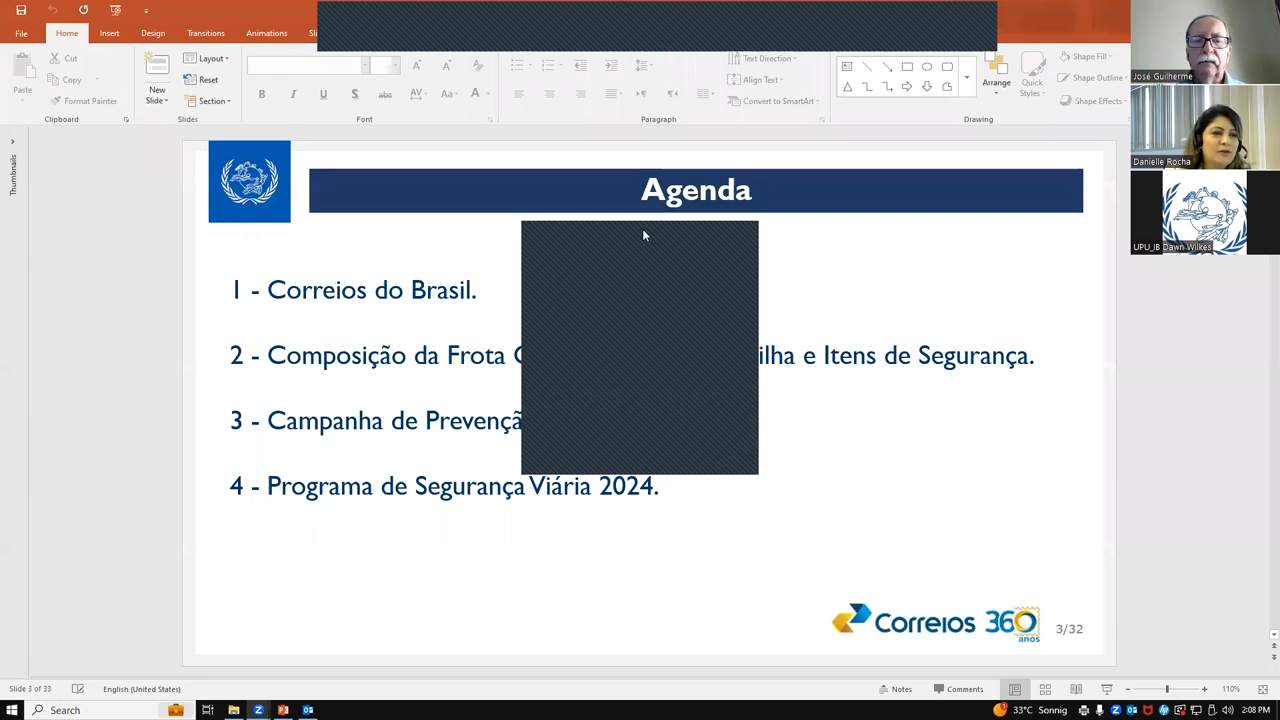 File
Home
Insert
Design
Transitions
Animations
Cut
Copy
Paste
Format Painter
Clipboard
New
Slide
Layout
Reset
Section
Slides
Font
Text Direction
Align Text
Convert to SmartArt
Paragraph
Arrange
Quick
Styles
Shape Fill
Shape Outline
Shape Effects
Drawing
José Guilherme
Danielle Rocha
UPU_IB Dawn Wilkes
Thumbnails
Agenda
1 - Correios do Brasil.
2 - Composição da Frota
e Itens de Segurança.
3 - Campanha de
4 - Programa de Segurança Viária 2024.
Correios 360 anos
3/32
Slide 3 of 33
English (United States)
Notes
Comments
110%
Search
33°C Sonnig
2:08 PM